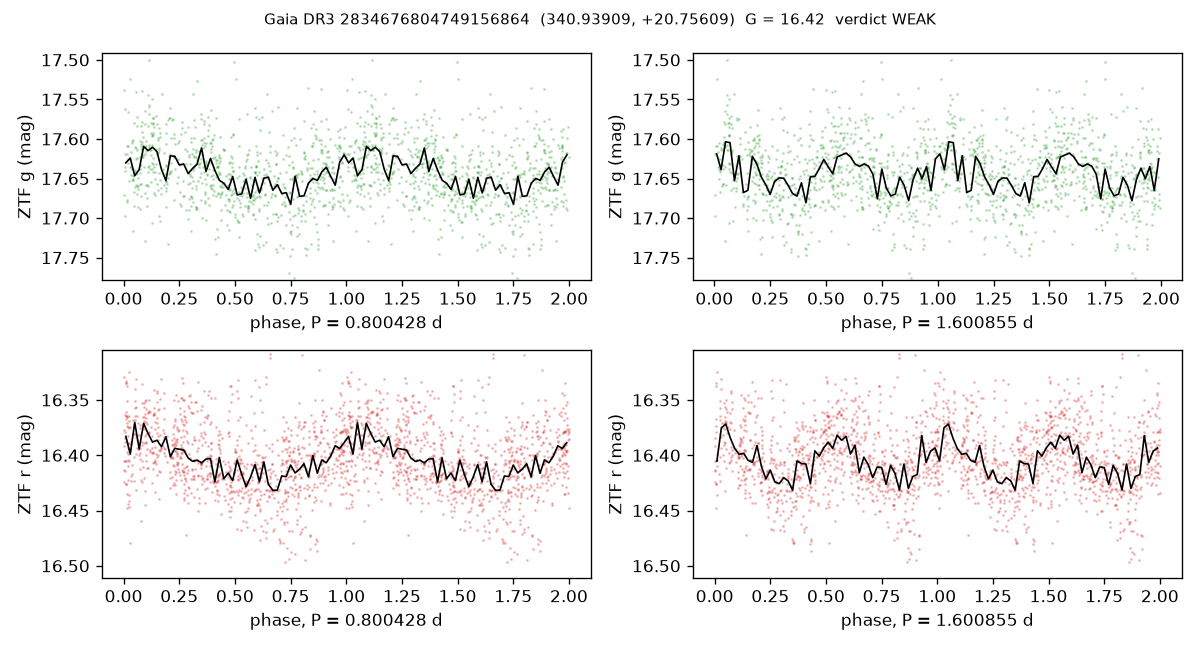 Gaia DR3 2834676804749156864 (340.93909, +20.75609) G = 16.42 verdict WEAK
17.50
17.55
17.60
17.65
17.70
17.75
ZTF g (mag)
0.00 0.25 0.50 0.75 1.00 1.25 1.50 1.75 2.00
phase, P = 0.800428 d
17.50
17.55
17.60
17.65
17.70
17.75
ZTF g (mag)
0.00 0.25 0.50 0.75 1.00 1.25 1.50 1.75 2.00
phase, P = 1.600855 d
16.35
16.40
16.45
16.50
ZTF r (mag)
0.00 0.25 0.50 0.75 1.00 1.25 1.50 1.75 2.00
phase, P = 0.800428 d
16.35
16.40
16.45
16.50
ZTF r (mag)
0.00 0.25 0.50 0.75 1.00 1.25 1.50 1.75 2.00
phase, P = 1.600855 d